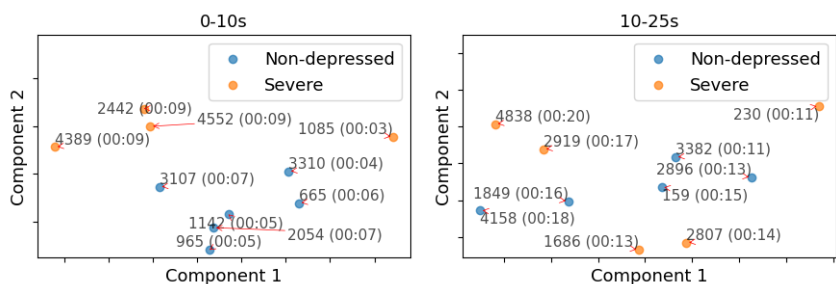 0-10s
Non-depressed
Severe
2442 (00:09)
4552 (00:09)
1085 (00:03)
4389 (00:09)
3310 (00:04)
3107 (00:07)
665 (00:06)
1142 (00:05)
2054 (00:07)
965 (00:05)
Component 1
Component 2
10-25s
Non-depressed
Severe
230 (00:11)
4838 (00:20)
2919 (00:17)
3382 (00:11)
2896 (00:13)
1849 (00:16)
159 (00:15)
4158 (00:18)
1686 (00:13)
2807 (00:14)
Component 1
Component 2